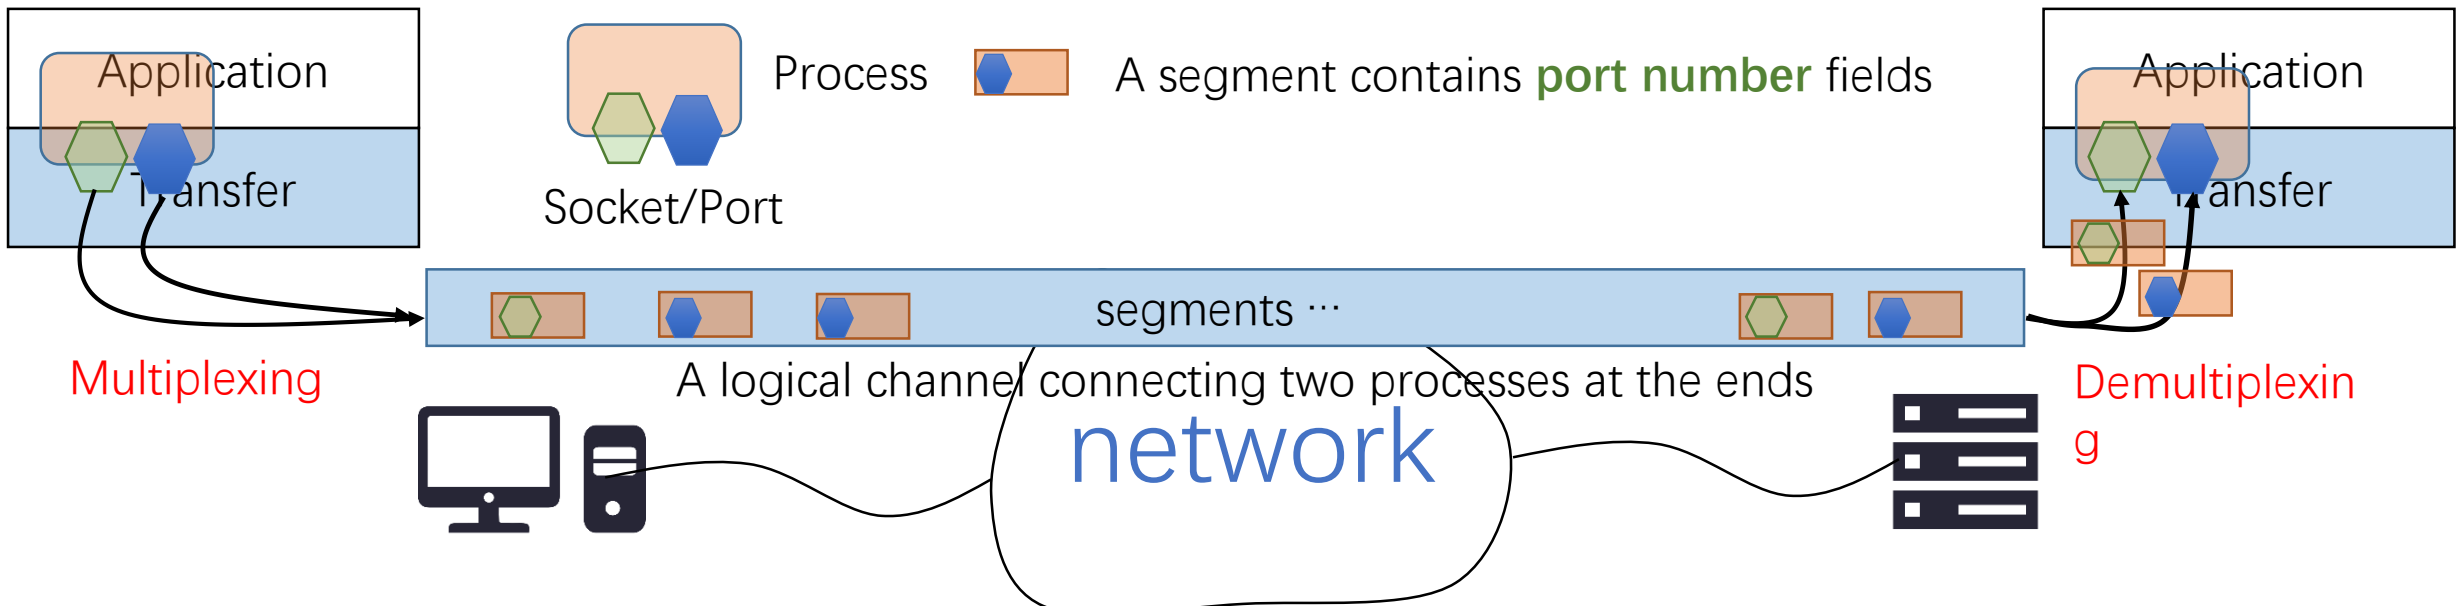 Application
Transfer
Process
Socket/Port
A segment contains port number fields
Application
Transfer
segments ...
Multiplexing
A logical channel connecting two processes at the ends
Demultiplexin
g
network